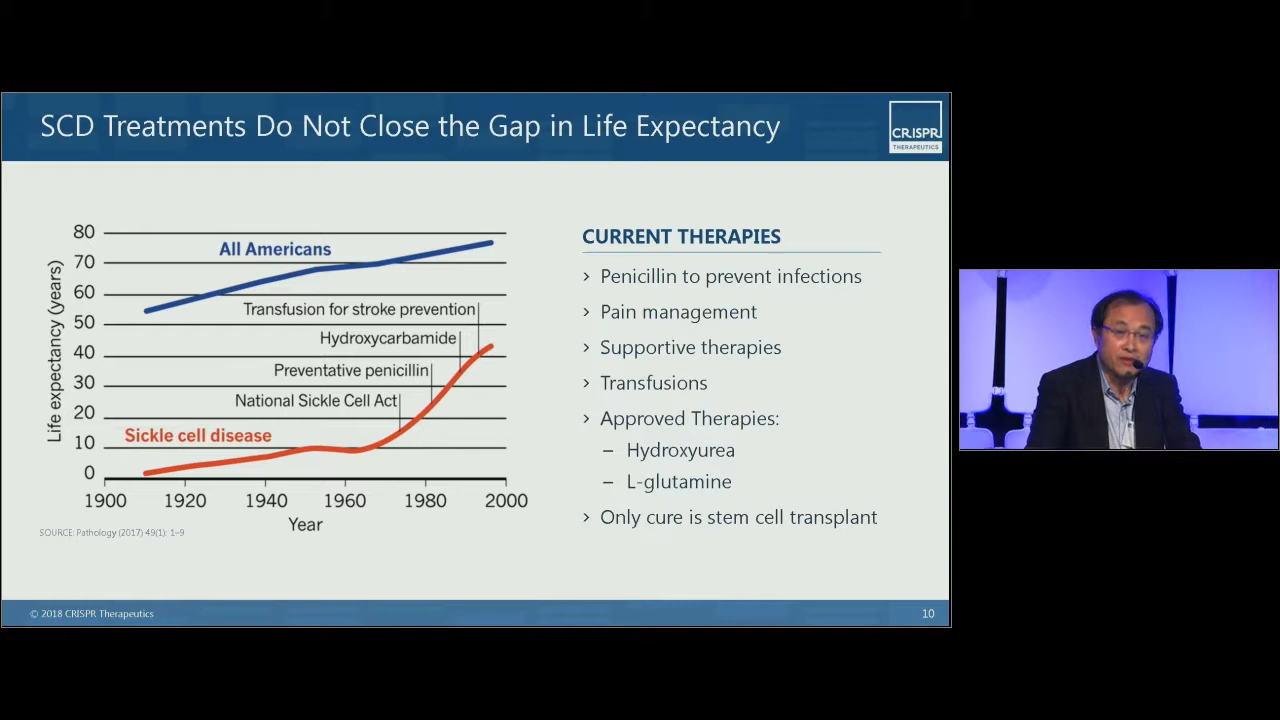 SCD Treatments Do Not Close the Gap in Life Expectancy
CRISPR
THERAPEUTICS
80
70
60
50
40
30
20
10
0
Life expectancy (years)
All Americans
Transfusion for stroke prevention
Hydroxycarbamide
Preventative penicillin
National Sickle Cell Act
Sickle cell disease
1900 1920 1940 1960 1980 2000
Year
SOURCE: Pathology (2017) 49(1): 1–9
CURRENT THERAPIES
› Penicillin to prevent infections
› Pain management
› Supportive therapies
› Transfusions
› Approved Therapies:
– Hydroxyurea
– L-glutamine
› Only cure is stem cell transplant
© 2018 CRISPR Therapeutics
10